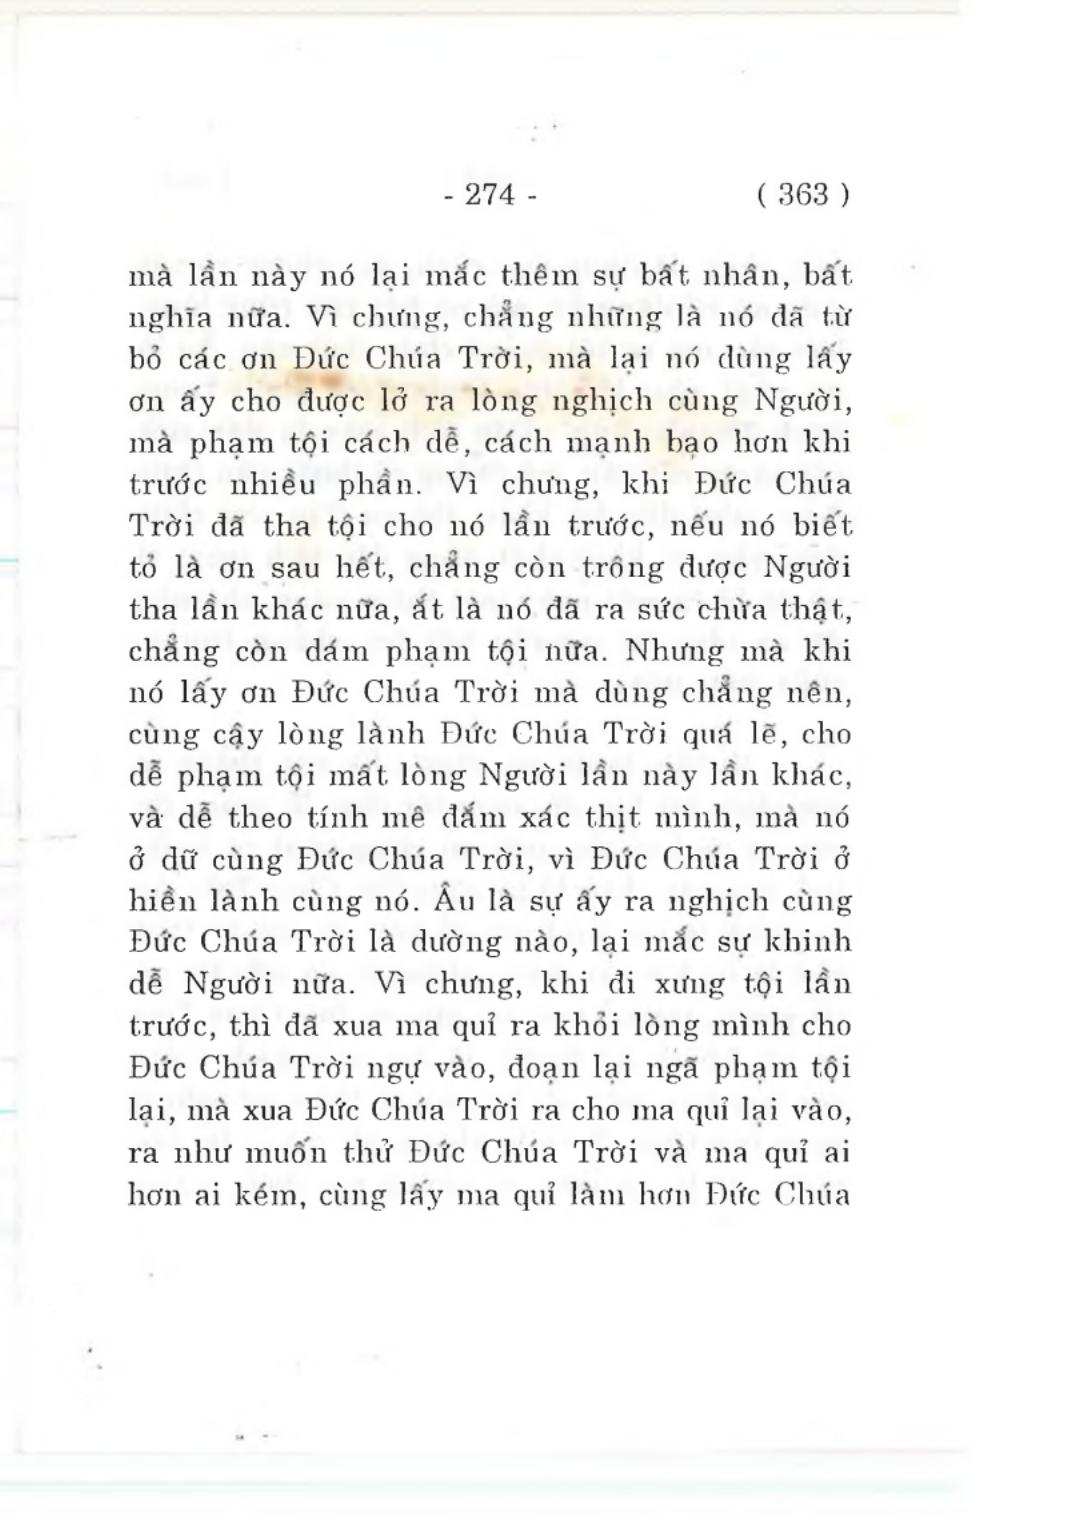 - 274 - ( 363 )
mà lần này nó lại mắc thêm sự bất nhân, bất
nghĩa nữa. Vì chưng, chẳng những là nó đã từ
bỏ các ơn Đức Chúa Trời, mà lại nó dùng lấy
ơn ấy cho được lở ra lòng nghịch cùng Người,
mà phạm tội cách dễ, cách mạnh bạo hơn khi
trước nhiều phần. Vì chưng, khi Đức Chúa
Trời đã tha tội cho nó lần trước, nếu nó biết
tỏ là ơn sau hết, chẳng còn trông được Người
tha lần khác nữa, ắt là nó đã ra sức chừa thật,
chẳng còn dám phạm tội nữa. Nhưng mà khi
nó lấy ơn Đức Chúa Trời mà dùng chẳng nên,
cùng cậy lòng lành Đức Chúa Trời quá lẽ, cho
dễ phạm tội mất lòng Người lần này lần khác,
và dễ theo tính mê đắm xác thịt mình, mà nó
ở dữ cùng Đức Chúa Trời, vì Đức Chúa Trời ở
hiền lành cùng nó. Âu là sự ấy ra nghịch cùng
Đức Chúa Trời là dường nào, lại mắc sự khinh
dễ Người nữa. Vì chưng, khi đi xưng tội lần
trước, thì đã xua ma quỉ ra khỏi lòng mình cho
Đức Chúa Trời ngự vào, đoạn lại ngã phạm tội
lại, mà xua Đức Chúa Trời ra cho ma quỉ lại vào,
ra như muốn thử Đức Chúa Trời và ma quỉ ai
hơn ai kém, cùng lấy ma quỉ làm hơn Đức Chúa